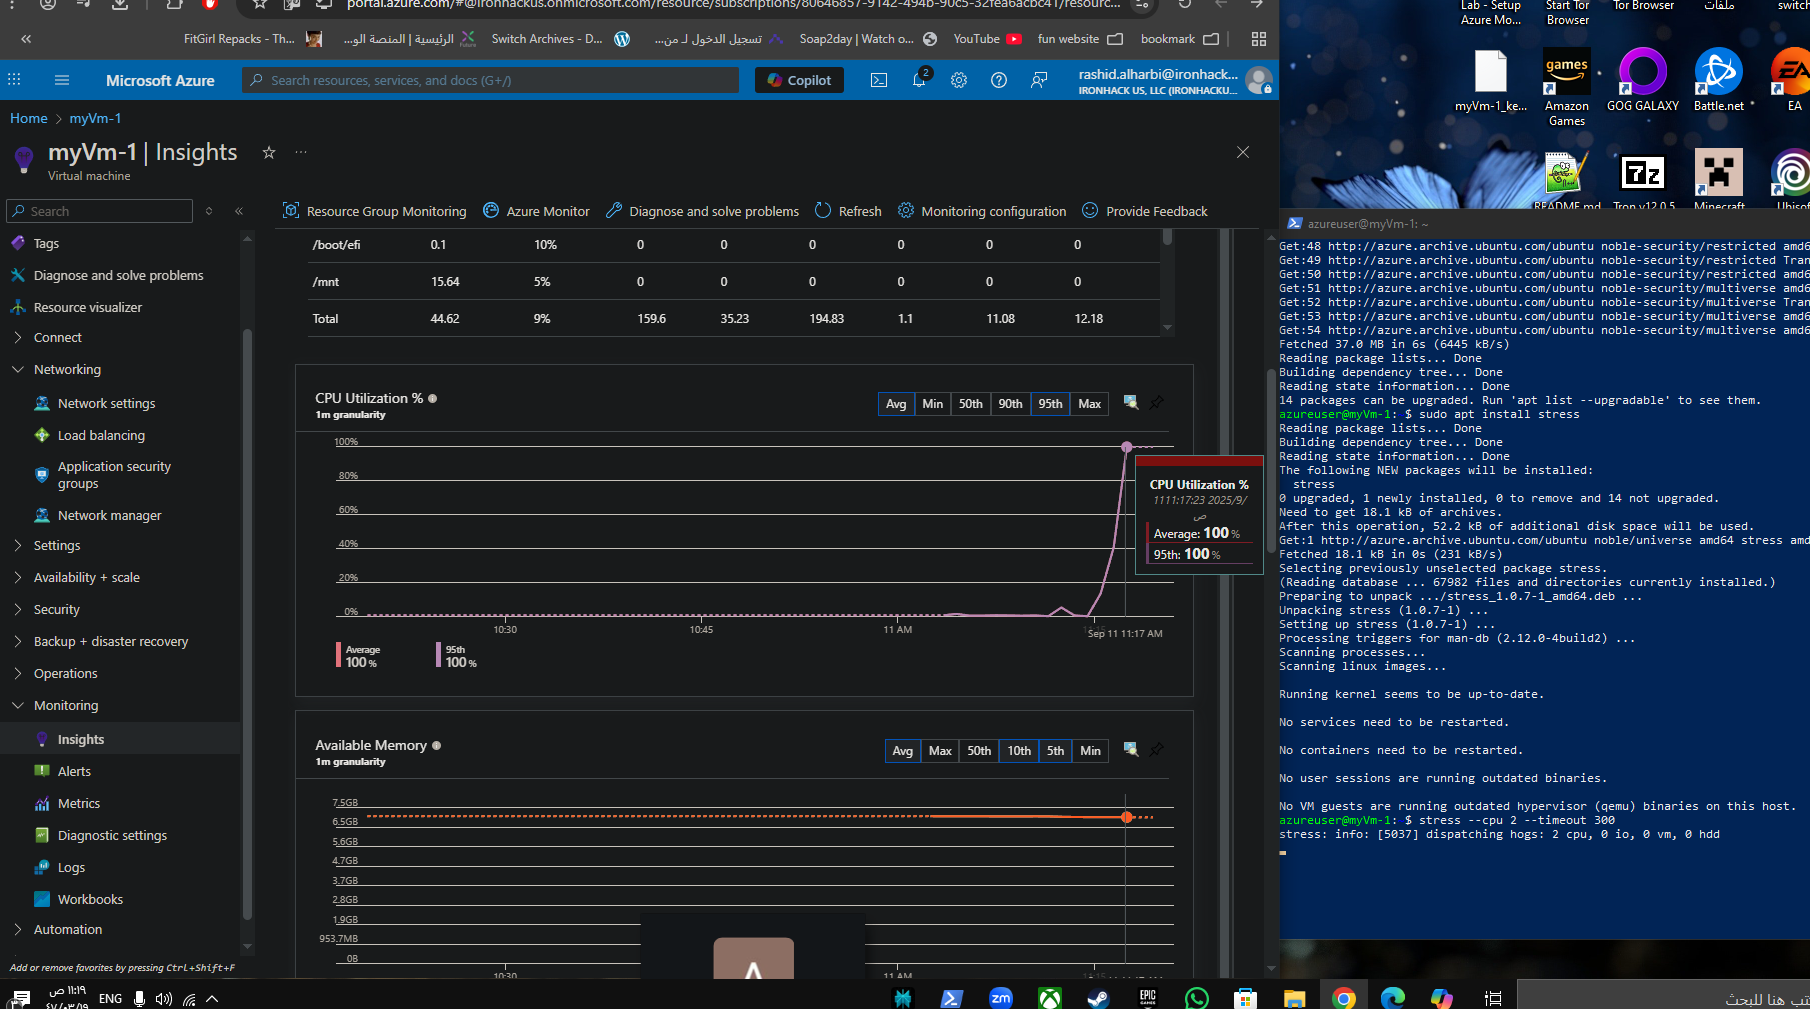 portal.azure.com/#@ironhackus.onmicrosoft.com/resource/subscriptions/80646857-9142-494b-90c5-32fea6acbc41/resourc...
FitGirl Repacks - Th...
الرئيسية | المنصة الو...
Switch Archives - D...
تسجيل الدخول لـ من...
Soap2day | Watch o...
YouTube
fun website
bookmark
Microsoft Azure
Search resources, services, and docs (G+/)
Copilot
2
rashid.alharbi@ironhack...
IRONHACK US, LLC (IRONHACKU...
Home > myVm-1
myVm-1 | Insights
Virtual machine
Search
Tags
Diagnose and solve problems
Resource visualizer
Connect
Networking
Network settings
Load balancing
Application security
groups
Network manager
Settings
Availability + scale
Security
Backup + disaster recovery
Operations
Monitoring
Insights
Alerts
Metrics
Diagnostic settings
Logs
Workbooks
Automation
Add or remove favorites by pressing Ctrl+Shift+F
Resource Group Monitoring
Azure Monitor
Diagnose and solve problems
Refresh
Monitoring configuration
Provide Feedback
/boot/efi 0.1 10% 0 0 0 0 0 0
/mnt 15.64 5% 0 0 0 0 0 0
Total 44.62 9% 159.6 35.23 194.83 1.1 11.08 12.18
CPU Utilization %
1m granularity
Avg Min 50th 90th 95th Max
100%
80%
60%
40%
20%
0%
10:30 10:45 11 AM 11:15
Sep 11 11:17 AM
CPU Utilization %
1111:17:23 2025/9/
ص
Average: 100 %
95th: 100 %
Average
100 %
95th
100 %
Available Memory
1m granularity
Avg Max 50th 10th 5th Min
7.5GB
6.5GB
5.6GB
4.7GB
3.7GB
2.8GB
1.9GB
953.7MB
0B
10:30 11 AM 11:15
A
Lab - Setup
Azure Mo...
Start Tor
Browser
Tor Browser
ملفات
switch
myVm-1_ke...
Amazon
Games
GOG GALAXY
Battle.net
EA
README.md
Tron v12.0.5
Minecraft
Ubisof
azureuser@myVm-1: ~
Get:48 http://azure.archive.ubuntu.com/ubuntu noble-security/restricted amd6
Get:49 http://azure.archive.ubuntu.com/ubuntu noble-security/restricted Tran
Get:50 http://azure.archive.ubuntu.com/ubuntu noble-security/restricted amd6
Get:51 http://azure.archive.ubuntu.com/ubuntu noble-security/multiverse amd6
Get:52 http://azure.archive.ubuntu.com/ubuntu noble-security/multiverse Tran
Get:53 http://azure.archive.ubuntu.com/ubuntu noble-security/multiverse amd6
Get:54 http://azure.archive.ubuntu.com/ubuntu noble-security/multiverse amd6
Fetched 37.0 MB in 6s (6445 kB/s)
Reading package lists... Done
Building dependency tree... Done
Reading state information... Done
14 packages can be upgraded. Run 'apt list --upgradable' to see them.
azureuser@myVm-1: $ sudo apt install stress
Reading package lists... Done
Building dependency tree... Done
Reading state information... Done
The following NEW packages will be installed:
stress
0 upgraded, 1 newly installed, 0 to remove and 14 not upgraded.
Need to get 18.1 kB of archives.
After this operation, 52.2 kB of additional disk space will be used.
Get:1 http://azure.archive.ubuntu.com/ubuntu noble/universe amd64 stress amd
Fetched 18.1 kB in 0s (231 kB/s)
Selecting previously unselected package stress.
(Reading database ... 67982 files and directories currently installed.)
Preparing to unpack .../stress_1.0.7-1_amd64.deb ...
Unpacking stress (1.0.7-1) ...
Setting up stress (1.0.7-1) ...
Processing triggers for man-db (2.12.0-4build2) ...
Scanning processes...
Scanning linux images...
Running kernel seems to be up-to-date.
No services need to be restarted.
No containers need to be restarted.
No user sessions are running outdated binaries.
No VM guests are running outdated hypervisor (qemu) binaries on this host.
azureuser@myVm-1: $ stress --cpu 2 --timeout 300
stress: info: [5037] dispatching hogs: 2 cpu, 0 io, 0 vm, 0 hdd
١١:١٩ ص
ENG
zm
EPIC
GAMES
تب هنا للبحث